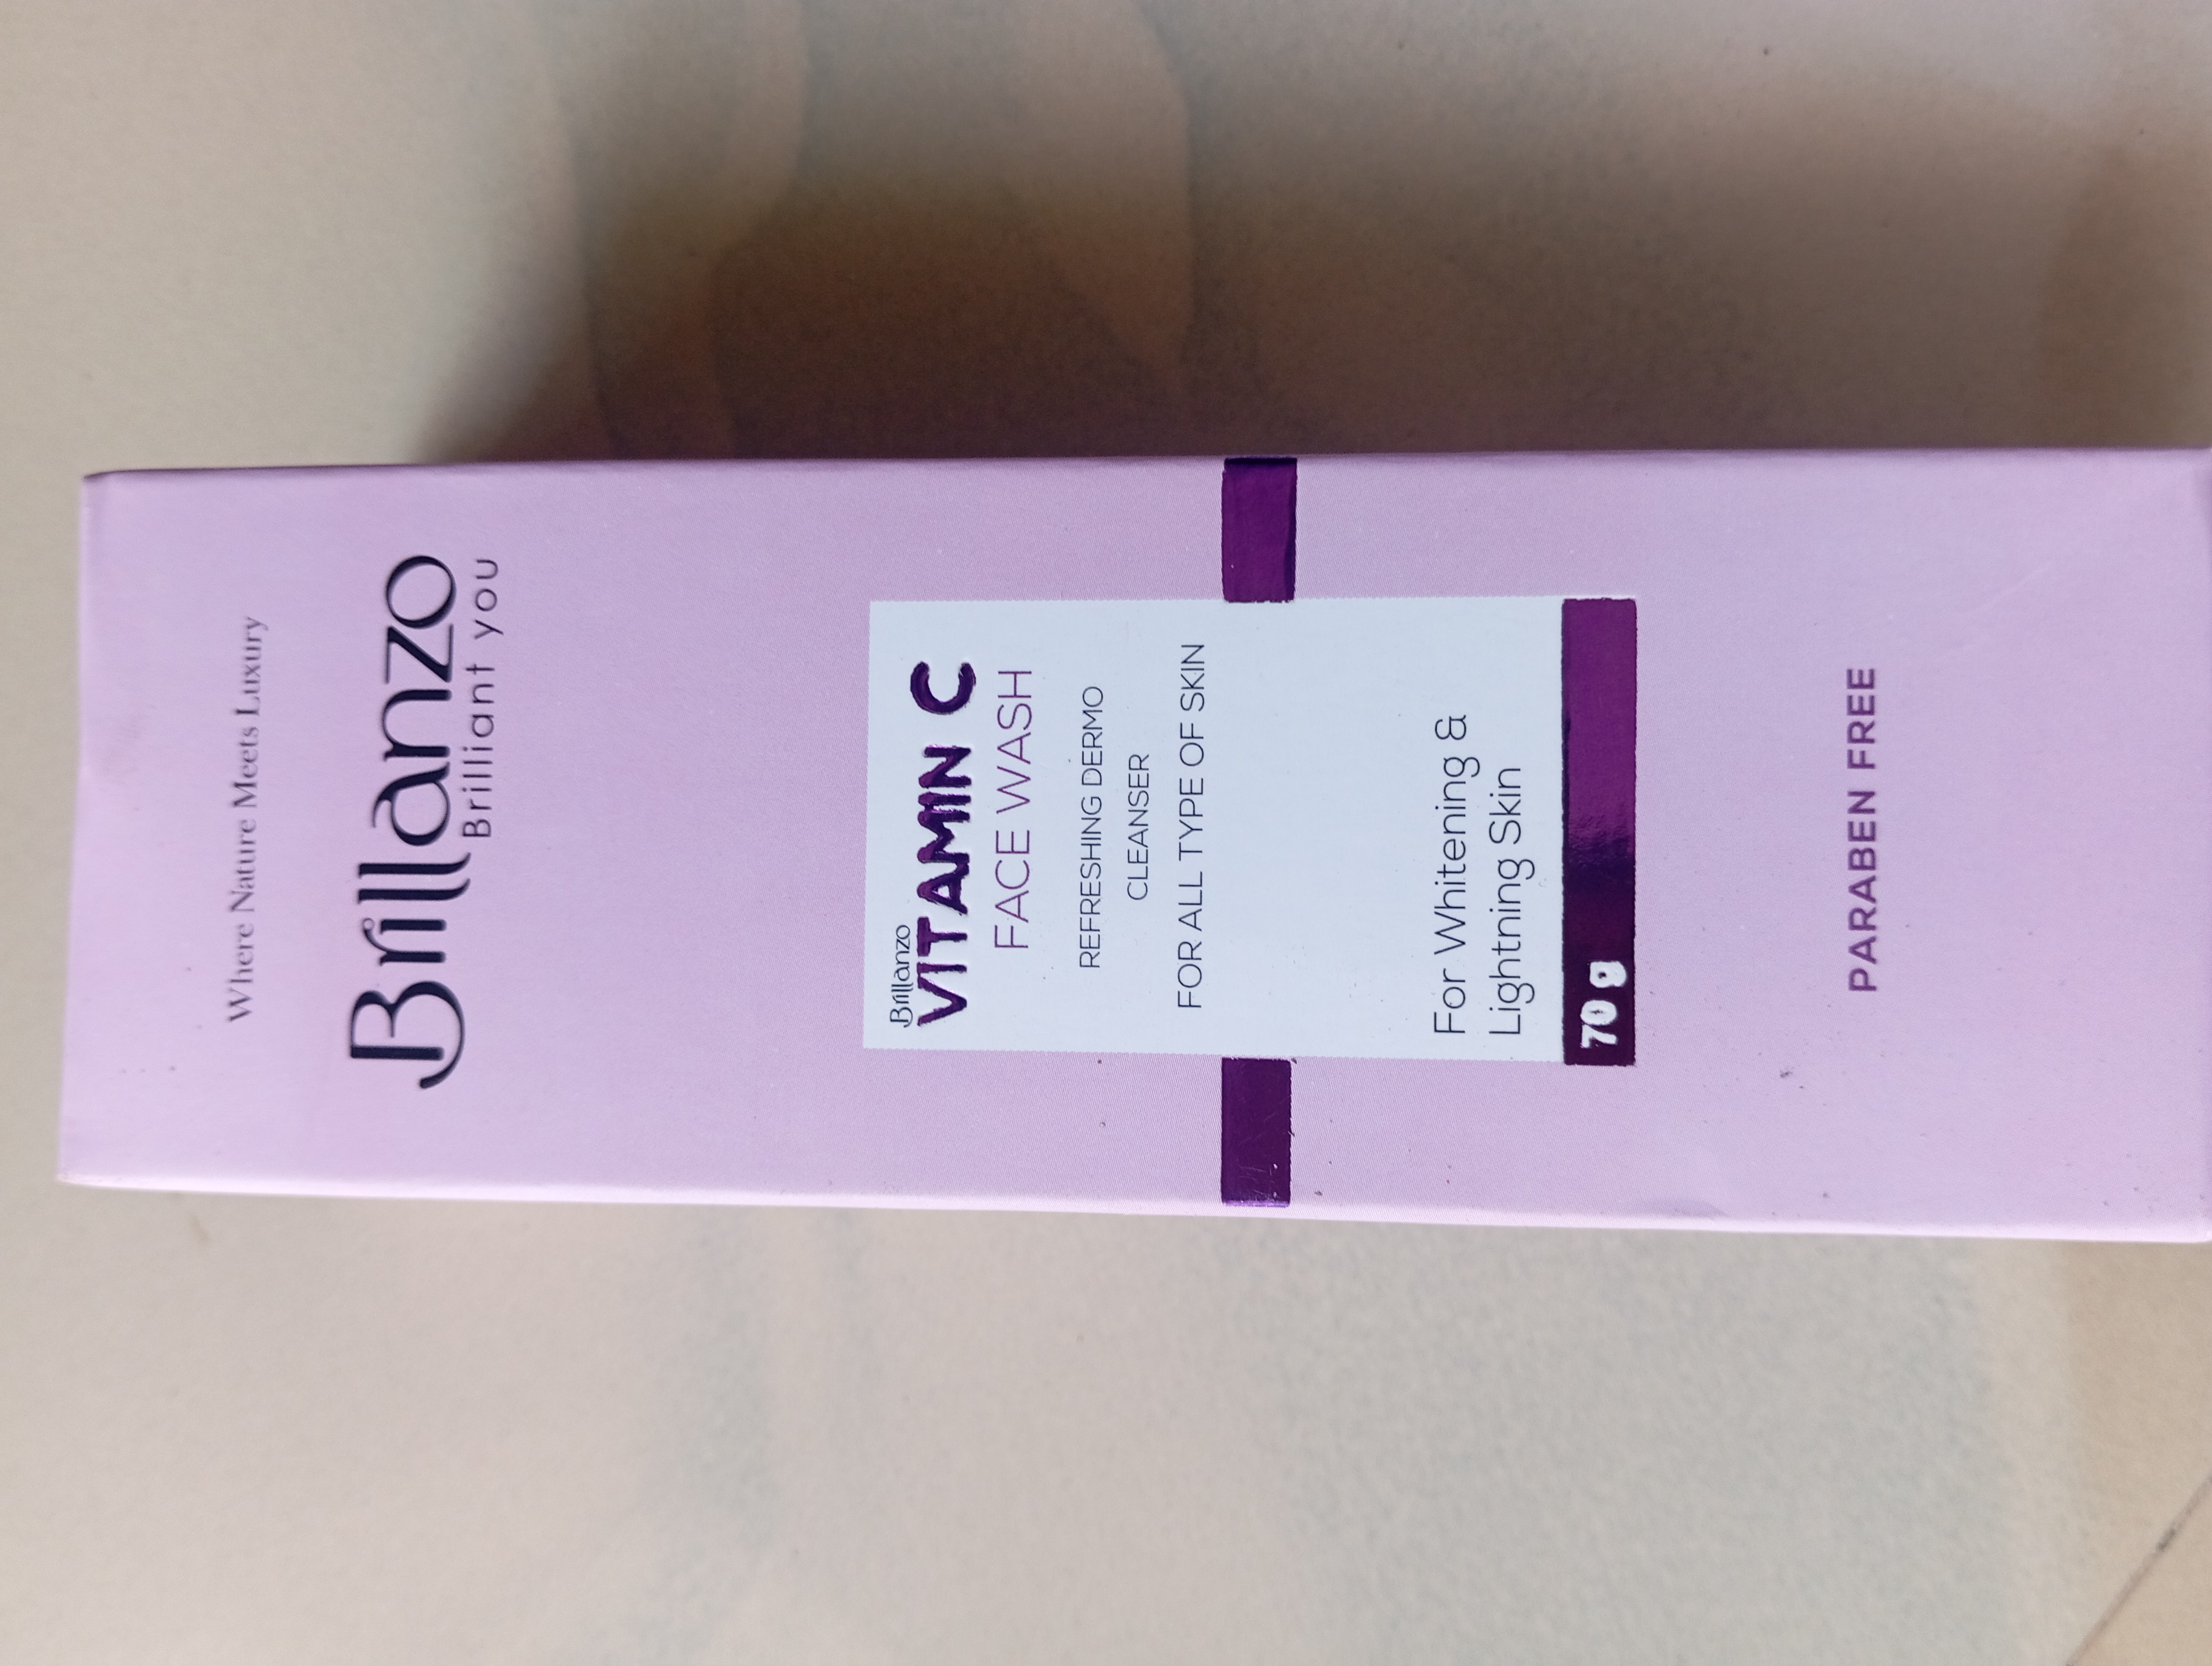 Where Nature Meets Luxury
Brillanzo
Brilliant you
Brillanzo
VITAMIN C
FACE WASH
REFRESHING DERMO
CLEANSER
FOR ALL TYPE OF SKIN
For Whitening &
Lightning Skin
70 g
PARABEN FREE